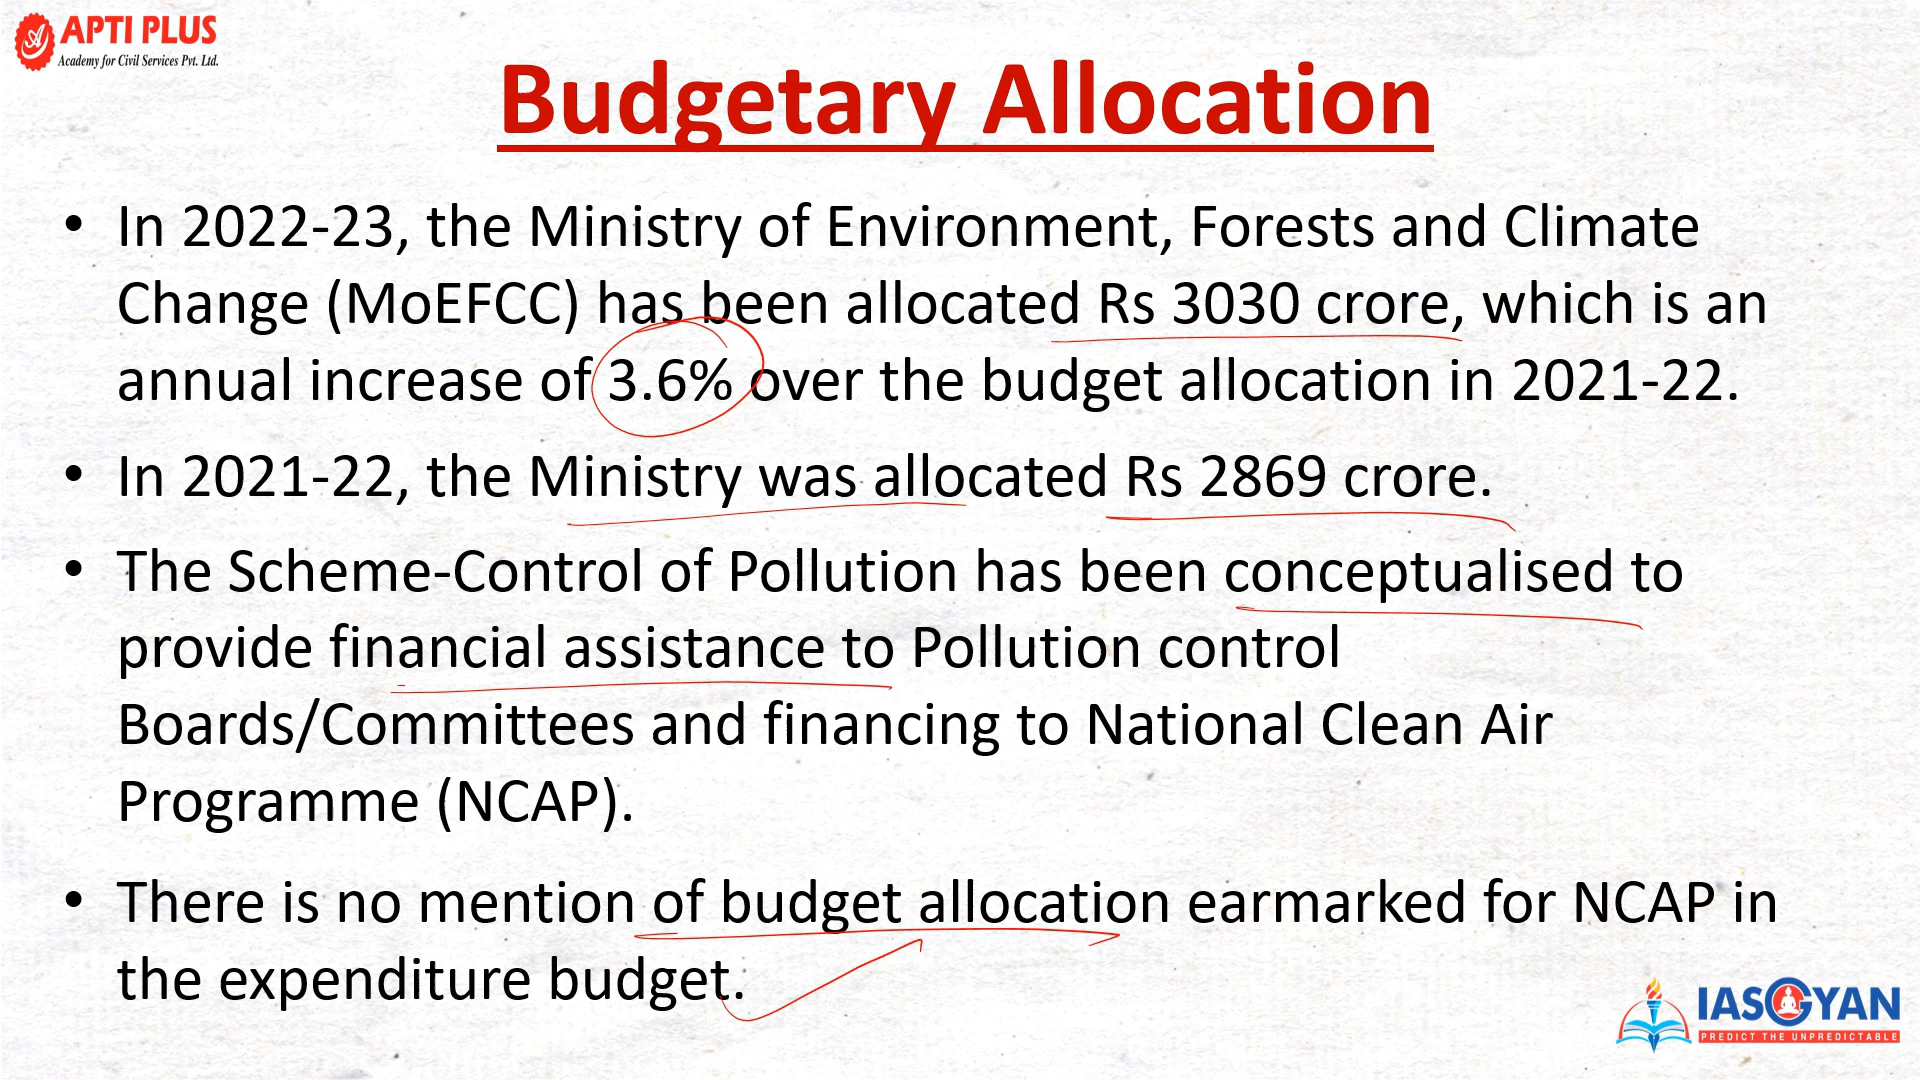 APTI PLUS
Academy for Civil Services Pvt. Ltd.
Budgetary Allocation
• In 2022-23, the Ministry of Environment, Forests and Climate
Change (MoEFCC) has been allocated Rs 3030 crore, which is an
annual increase of 3.6% over the budget allocation in 2021-22.
• In 2021-22, the Ministry was allocated Rs 2869 crore.
• The Scheme-Control of Pollution has been conceptualised to
provide financial assistance to Pollution control
Boards/Committees and financing to National Clean Air
Programme (NCAP).
• There is no mention of budget allocation earmarked for NCAP in
the expenditure budget.
IASGYAN
PREDICT THE UNPREDICTABLE